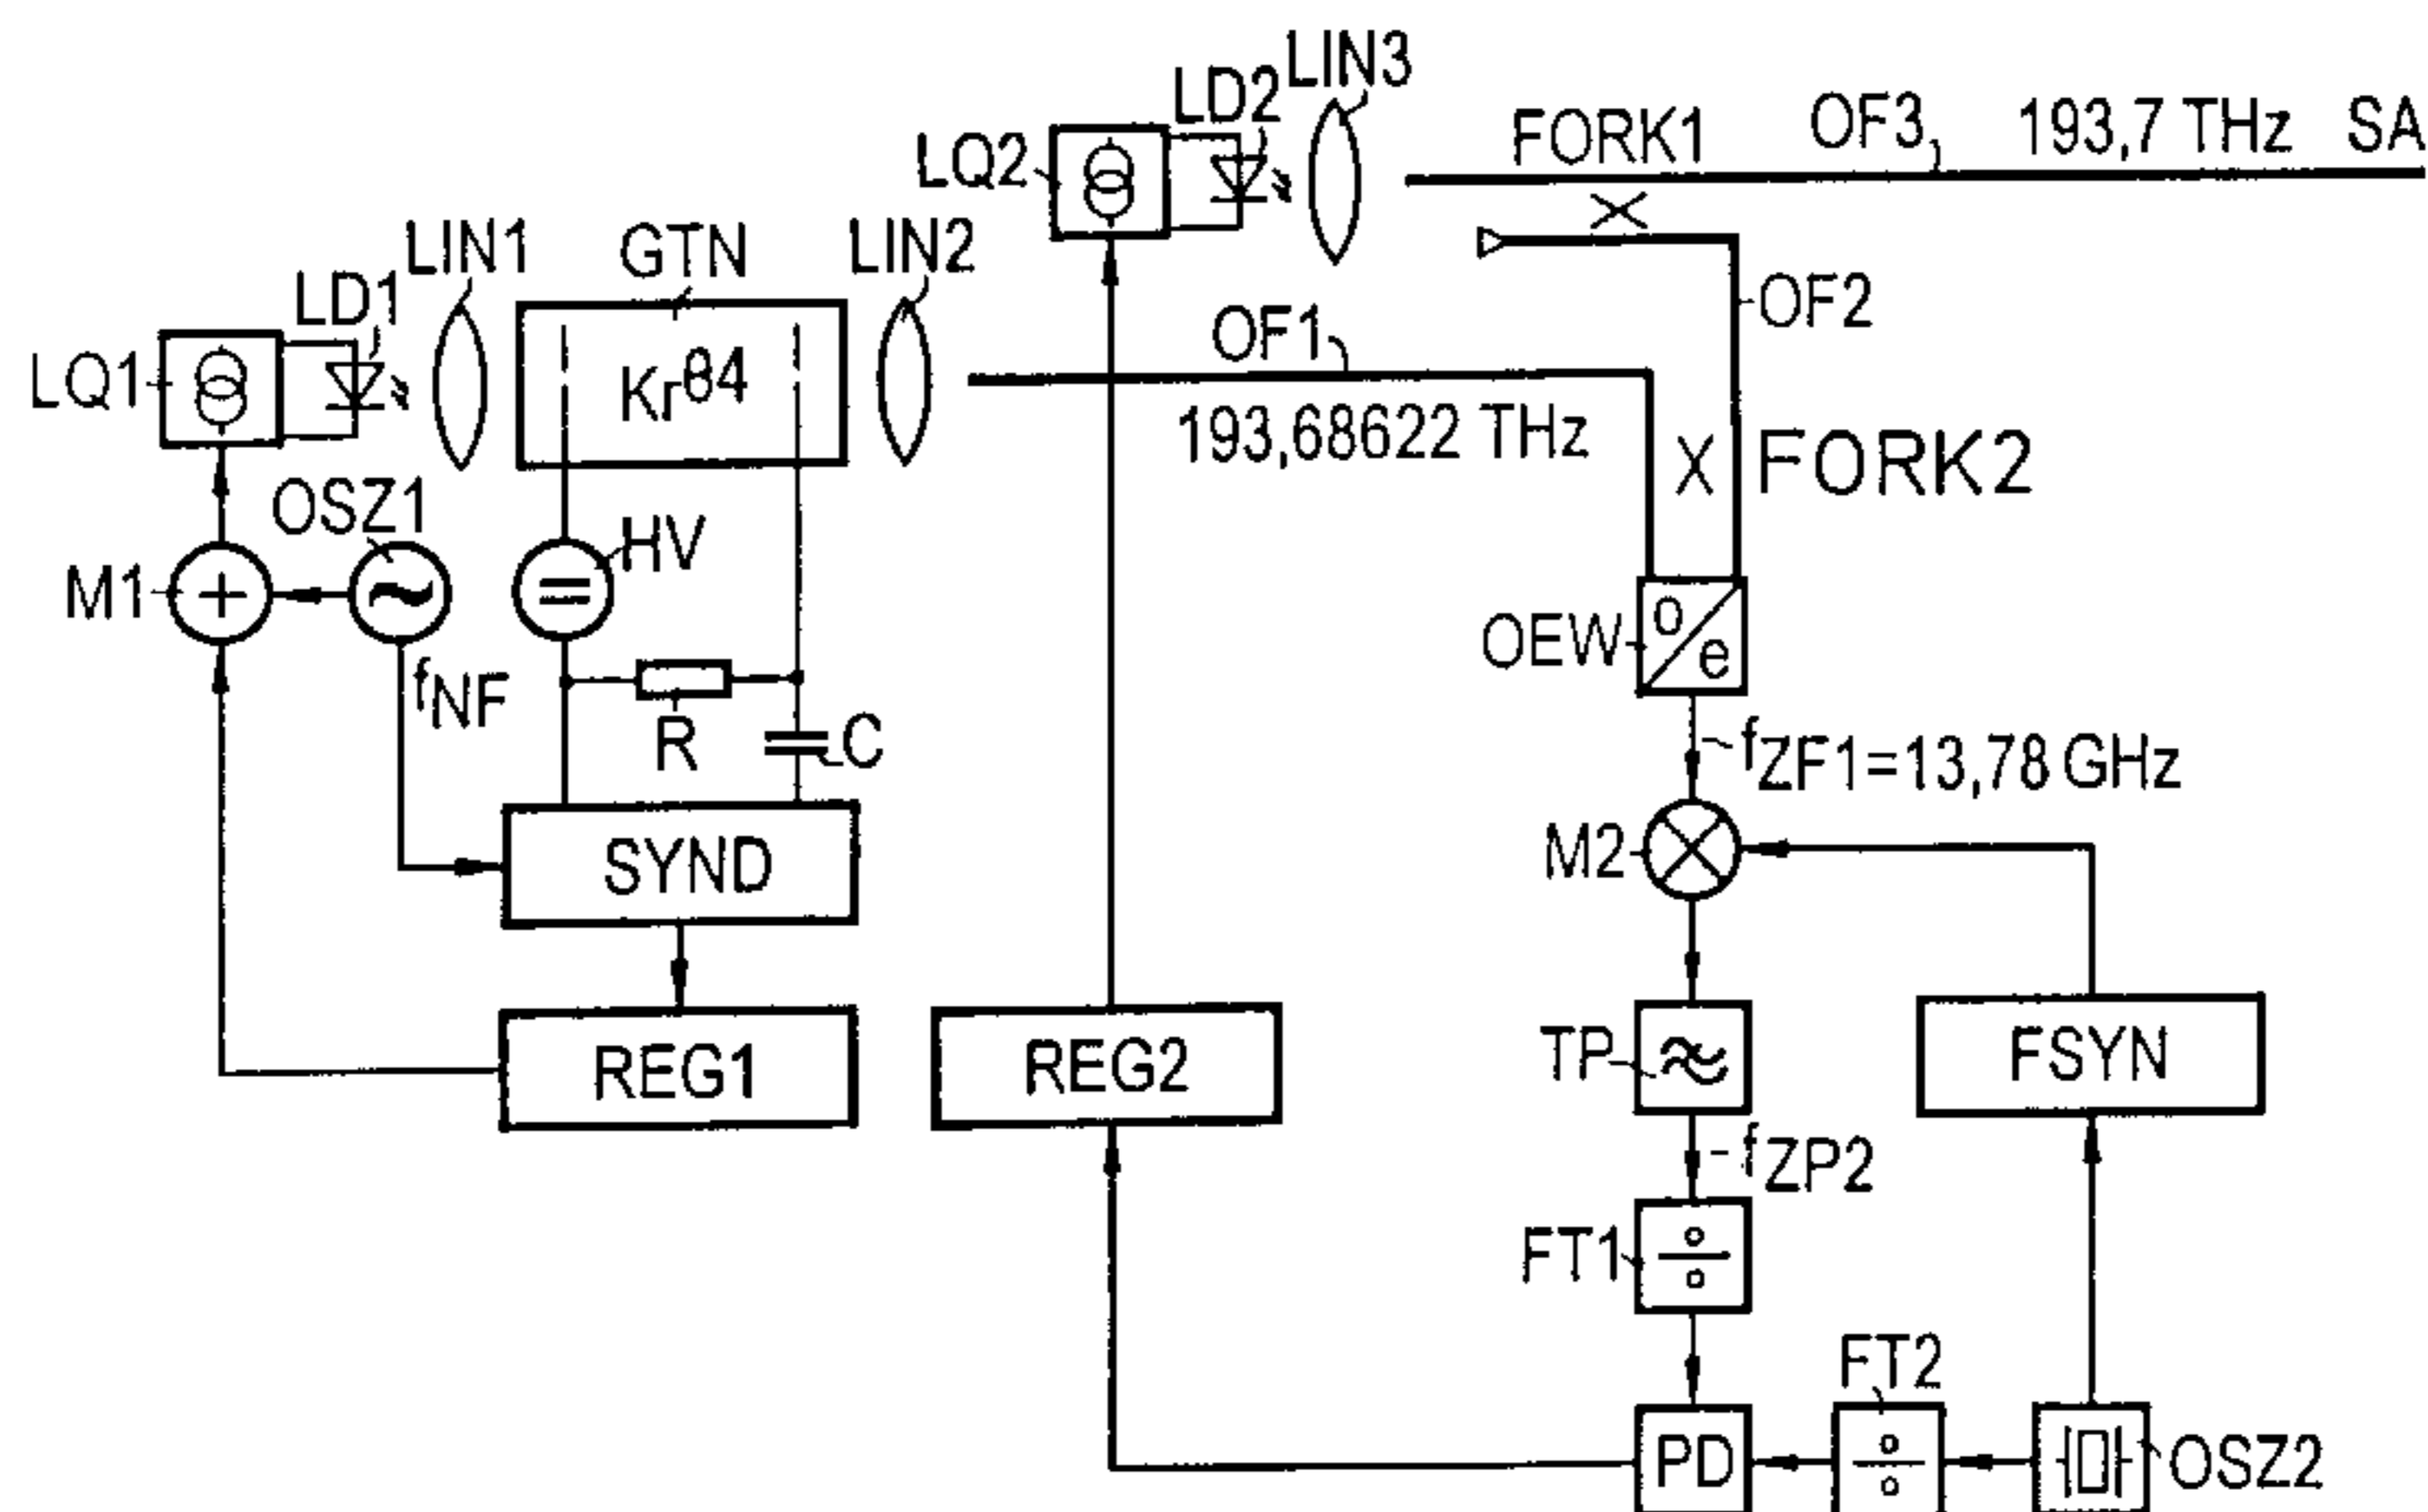 LIN3
LD2
LQ2
FORK1
OF3
193,7 THz
SA
LIN1
GTN
LIN2
LD1
OF2
OF1
LQ1
Kr84
193,68622 THz
FORK2
OSZ1
HV
M1
o
OEW
e
fNF
R
C
fZF1=13,78 GHz
M2
SYND
TP
FSYN
REG1
REG2
fZP2
FT1
FT2
PD
OSZ2